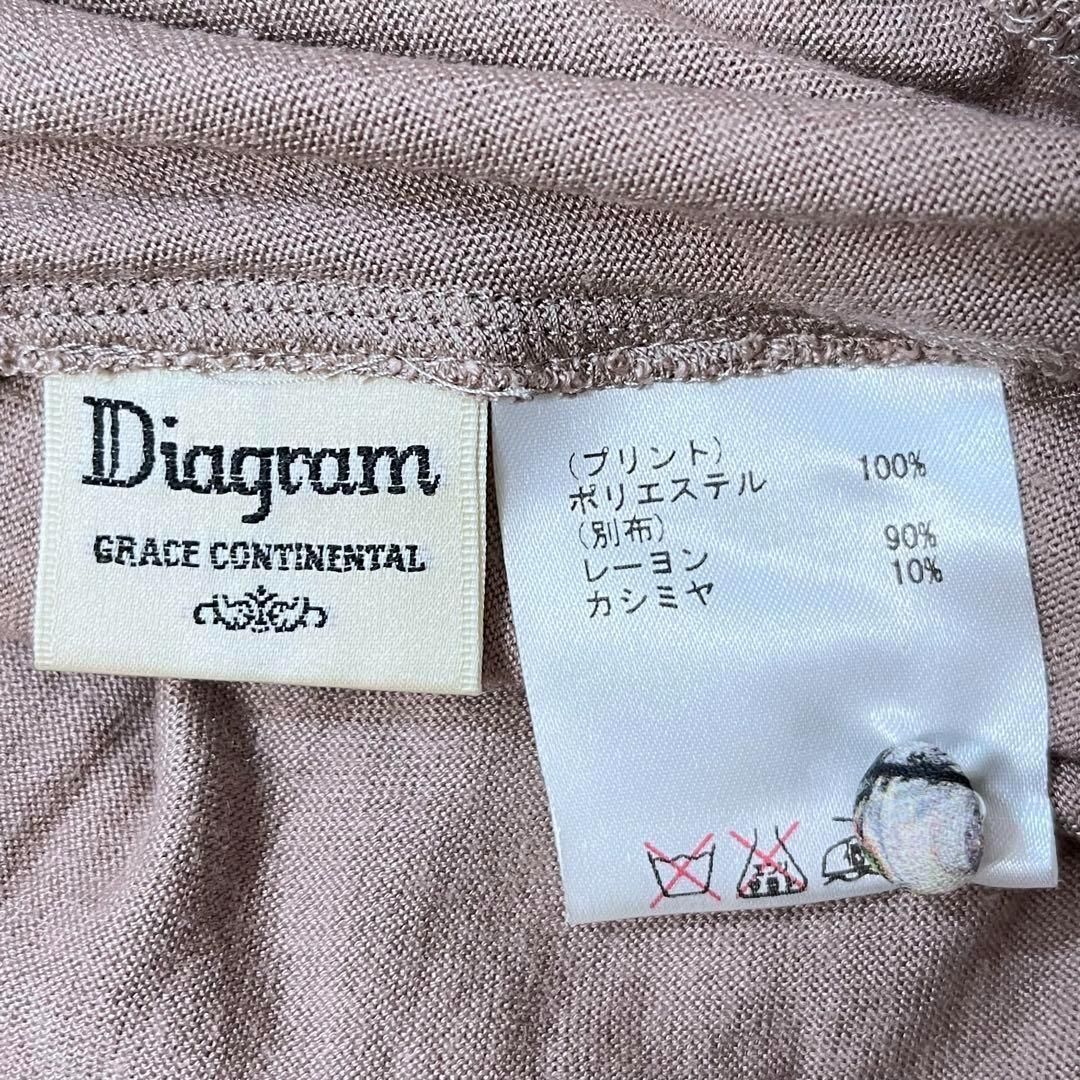 Diagram
GRACE CONTINENTAL
(プリント)
ポリエステル 100%
(別布)
レーヨン 90%
カシミヤ 10%